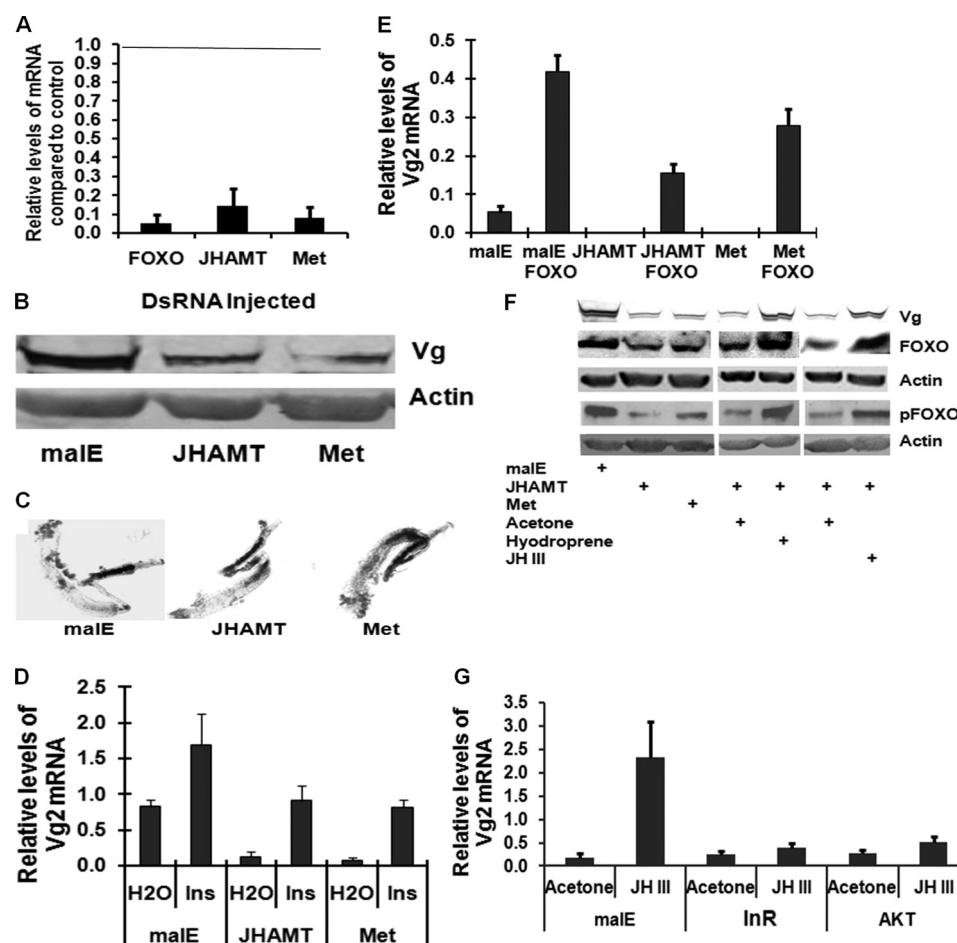 A
Relative levels of mRNA
compared to control
1.0
0.9
0.8
0.7
0.6
0.5
0.4
0.3
0.2
0.1
0.0
FOXO JHAMT Met
DsRNA Injected
B
Vg
Actin
malE JHAMT Met
C
malE JHAMT Met
D
Relative levels of
Vg2 mRNA
2.5
2.0
1.5
1.0
0.5
0.0
H2O Ins H2O Ins H2O Ins
malE JHAMT Met
E
Relative levels of
Vg2 mRNA
0.5
0.4
0.3
0.2
0.1
0.0
malE malE JHAMT JHAMT Met Met
FOXO FOXO FOXO
F
Vg
FOXO
Actin
pFOXO
Actin
malE +
JHAMT + + + + +
Met +
Acetone + +
Hyodroprene +
JH III +
G
Relative levels of
Vg2 mRNA
3.5
3.0
2.5
2.0
1.5
1.0
0.5
0.0
Acetone JH III Acetone JH III Acetone JH III
malE InR AKT